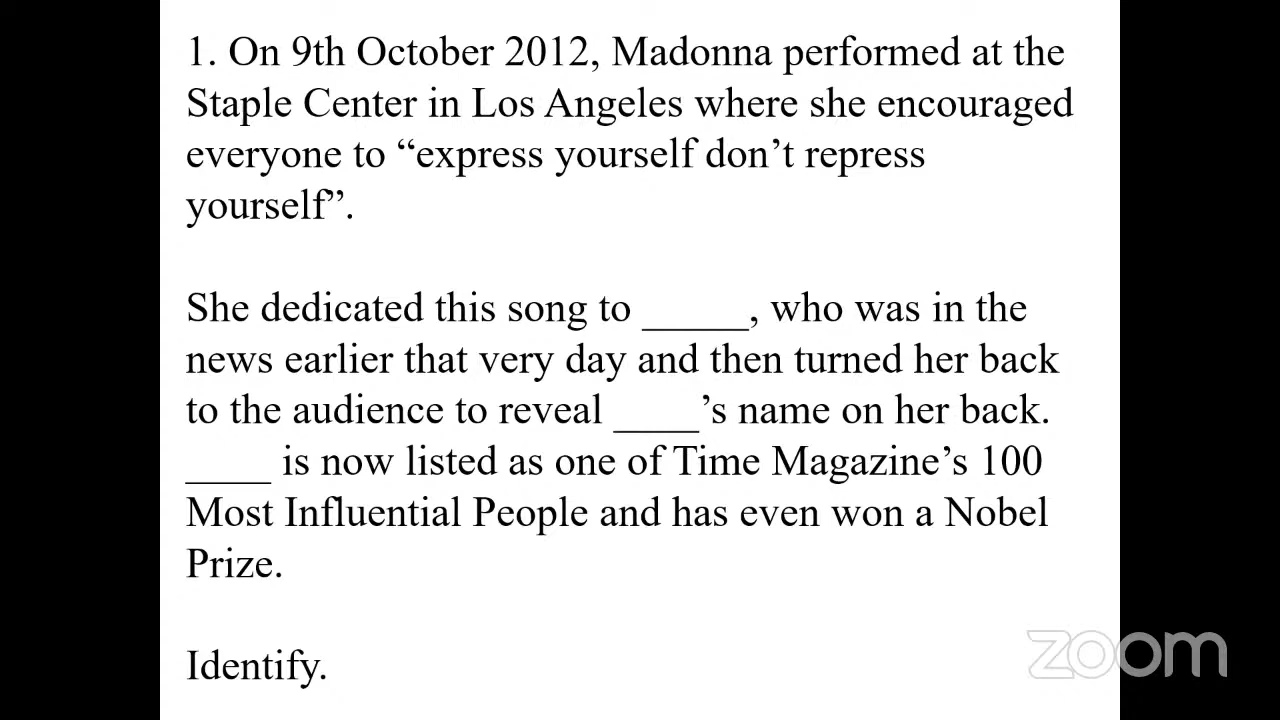 1. On 9th October 2012, Madonna performed at the
Staple Center in Los Angeles where she encouraged
everyone to “express yourself don’t repress
yourself”.
She dedicated this song to _____, who was in the
news earlier that very day and then turned her back
to the audience to reveal ____’s name on her back.
____ is now listed as one of Time Magazine’s 100
Most Influential People and has even won a Nobel
Prize.
Identify.
zoom